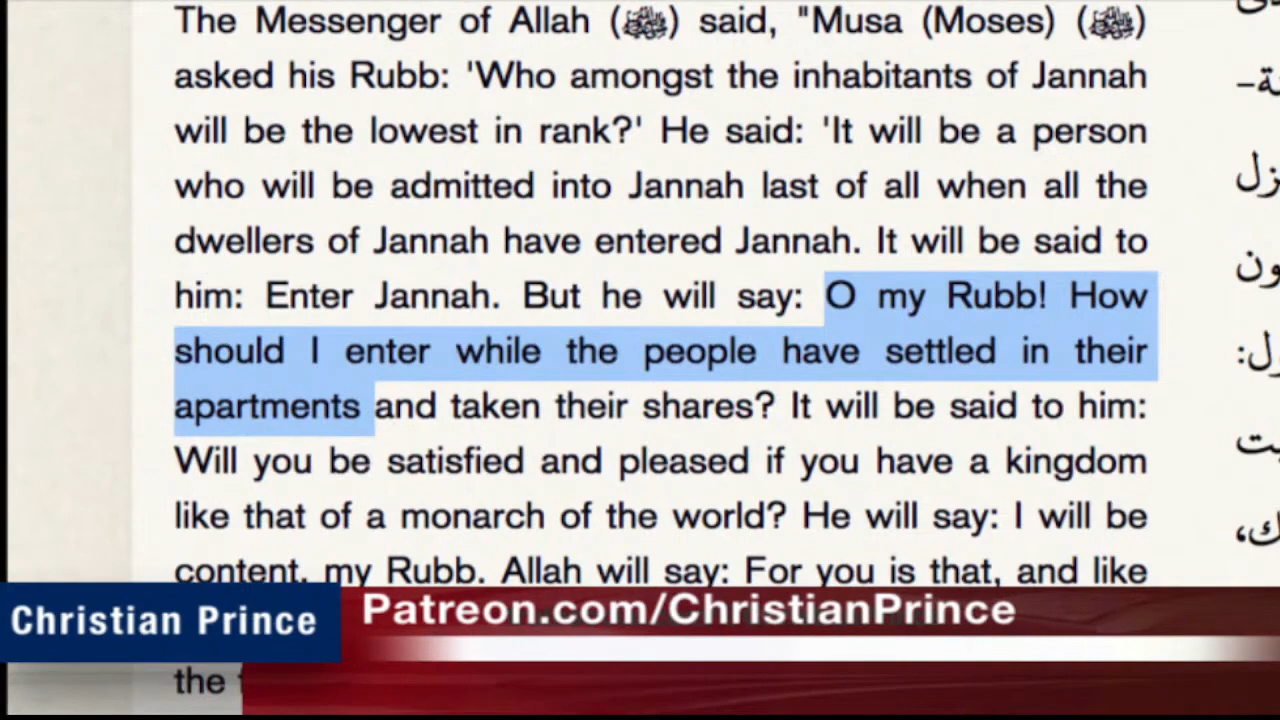 The Messenger of Allah (ﷺ) said, "Musa (Moses) (ﷺ)
asked his Rubb: 'Who amongst the inhabitants of Jannah
will be the lowest in rank?' He said: 'It will be a person
who will be admitted into Jannah last of all when all the
dwellers of Jannah have entered Jannah. It will be said to
him: Enter Jannah. But he will say: O my Rubb! How
should I enter while the people have settled in their
apartments and taken their shares? It will be said to him:
Will you be satisfied and pleased if you have a kingdom
like that of a monarch of the world? He will say: I will be
content, my Rubb. Allah will say: For you is that, and like
the
Christian Prince
Patreon.com/ChristianPrince